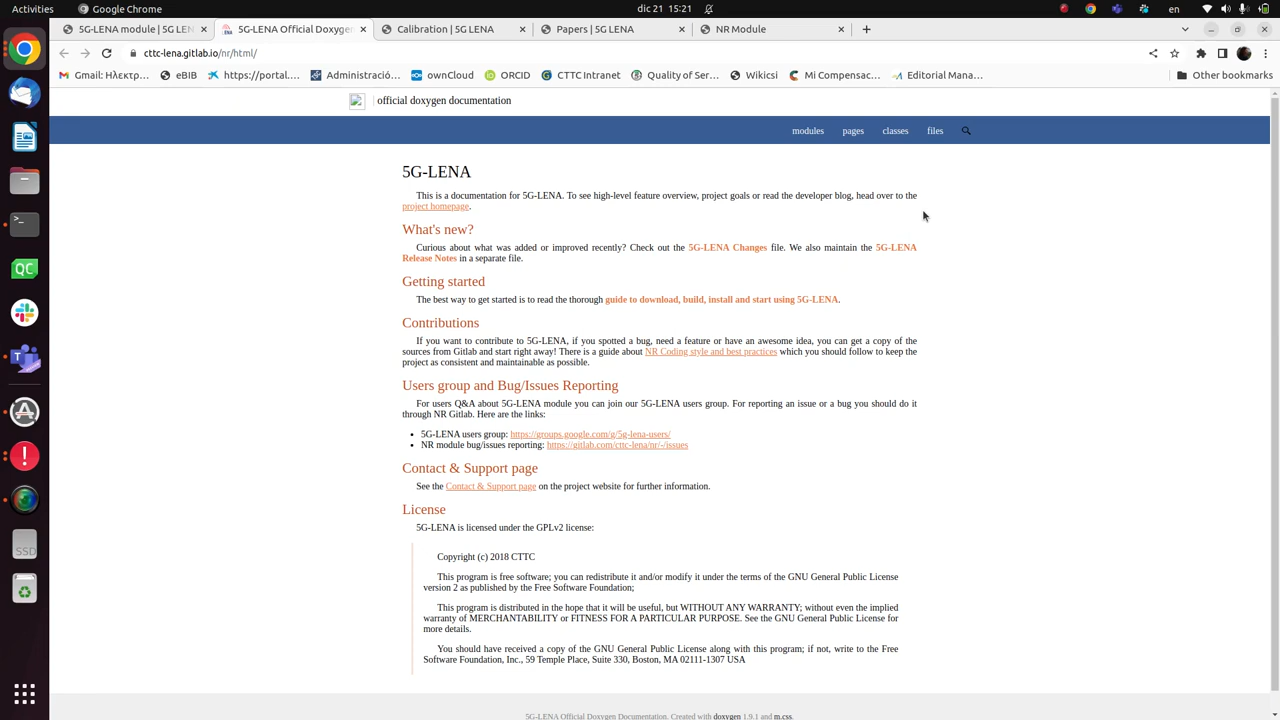 5G-LENA module | 5G LEN
5G-LENA Official Doxygen
Calibration | 5G LENA
Papers | 5G LENA
NR Module
cttc-lena.gitlab.io/nr/html/
Gmail: Ηλεκτρ…
eBIB
https://portal.…
Administració…
ownCloud
ORCID
CTTC Intranet
Quality of Ser…
Wikicsi
Mi Compensac…
Editorial Mana…
Other bookmarks
official doxygen documentation
modules pages classes files
5G-LENA
This is a documentation for 5G-LENA. To see high-level feature overview, project goals or read the developer blog, head over to the
project homepage.
What's new?
Curious about what was added or improved recently? Check out the 5G-LENA Changes file. We also maintain the 5G-LENA
Release Notes in a separate file.
Getting started
The best way to get started is to read the thorough guide to download, build, install and start using 5G-LENA.
Contributions
If you want to contribute to 5G-LENA, if you spotted a bug, need a feature or have an awesome idea, you can get a copy of the
sources from Gitlab and start right away! There is a guide about NR Coding style and best practices which you should follow to keep the
project as consistent and maintainable as possible.
Users group and Bug/Issues Reporting
For users Q&A about 5G-LENA module you can join our 5G-LENA users group. For reporting an issue or a bug you should do it
through NR Gitlab. Here are the links:
• 5G-LENA users group: https://groups.google.com/g/5g-lena-users/
• NR module bug/issues reporting: https://gitlab.com/cttc-lena/nr/-/issues
Contact & Support page
See the Contact & Support page on the project website for further information.
License
5G-LENA is licensed under the GPLv2 license:
Copyright (c) 2018 CTTC
This program is free software; you can redistribute it and/or modify it under the terms of the GNU General Public License
version 2 as published by the Free Software Foundation;
This program is distributed in the hope that it will be useful, but WITHOUT ANY WARRANTY; without even the implied
warranty of MERCHANTABILITY or FITNESS FOR A PARTICULAR PURPOSE. See the GNU General Public License for
more details.
You should have received a copy of the GNU General Public License along with this program; if not, write to the Free
Software Foundation, Inc., 59 Temple Place, Suite 330, Boston, MA 02111-1307 USA
5G-LENA Official Doxygen Documentation. Created with doxygen 1.9.1 and m.css.
QC
SSD